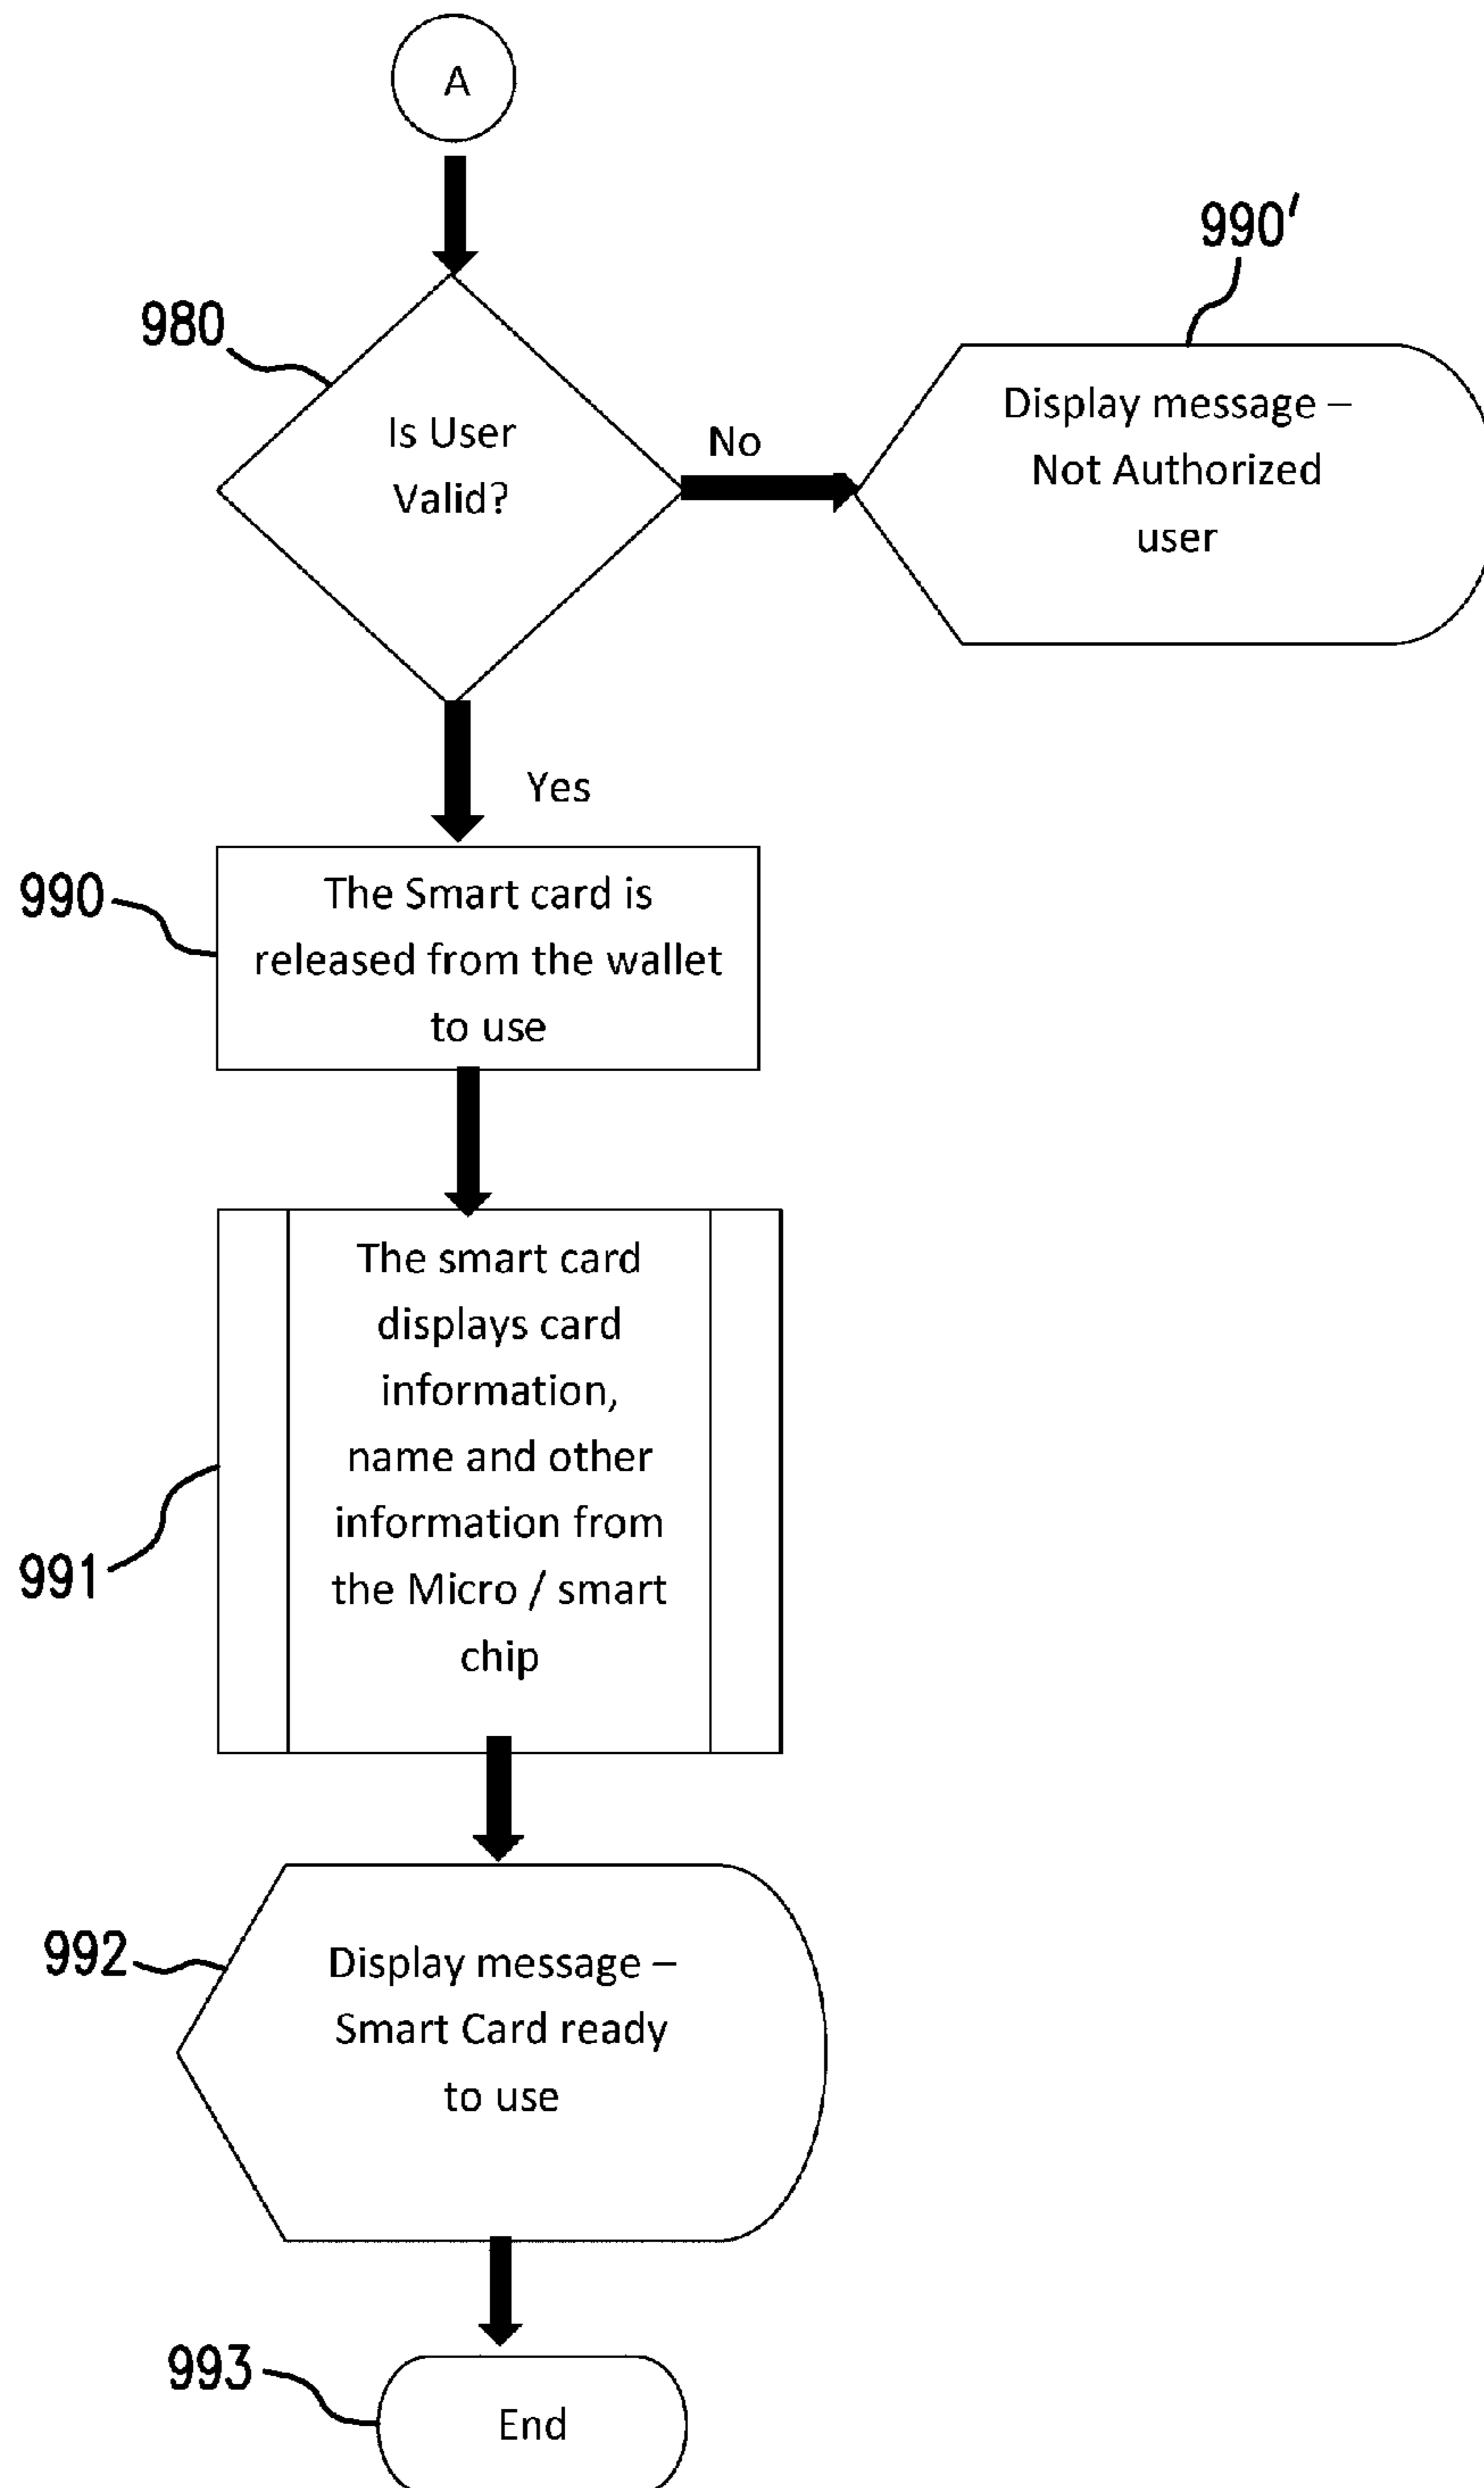 A
990'
980
Is User
Valid?
No
Display message –
Not Authorized
user
Yes
990
The Smart card is
released from the wallet
to use
991
The smart card
displays card
information,
name and other
information from
the Micro / smart
chip
992
Display message –
Smart Card ready
to use
993
End